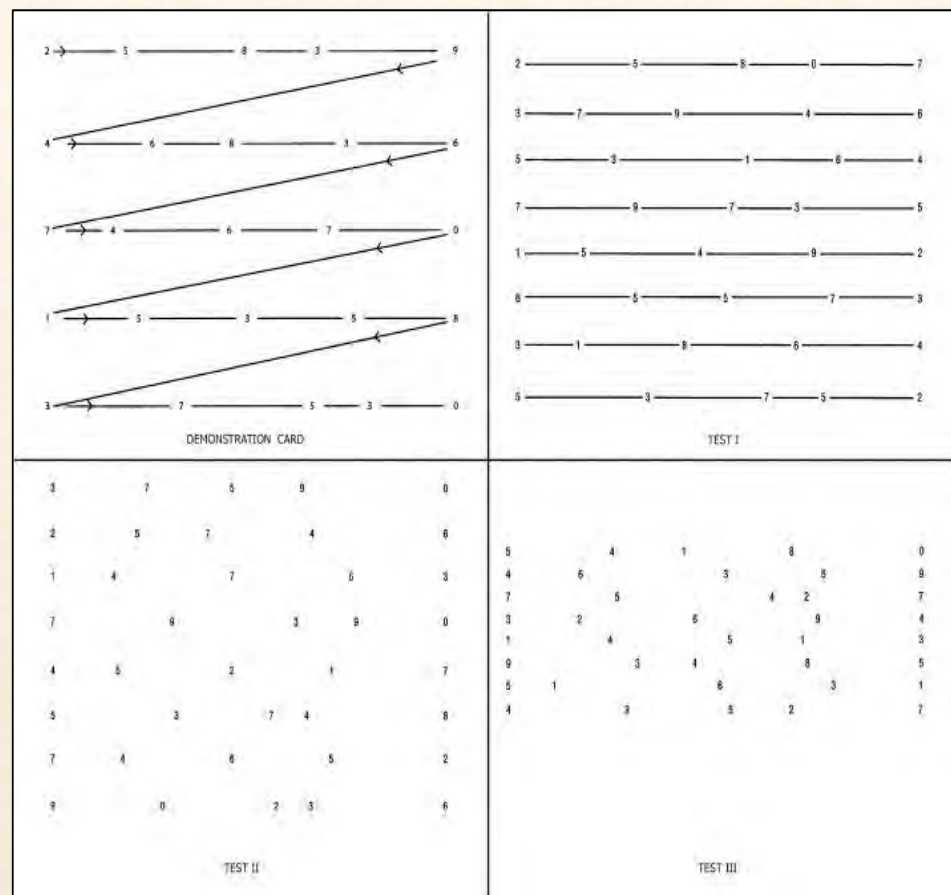 2 5 8 3 9
4 6 8 3 6
7 4 6 7 0
1 5 3 5 8
3 7 5 3 0
DEMONSTRATION CARD
2 5 8 0 7
3 7 9 4 6
5 3 1 6 4
7 9 7 3 5
1 5 4 9 2
6 5 5 7 3
3 1 8 6 4
5 3 7 5 2
TEST I
3 7 5 9 0
2 5 7 4 6
1 4 7 6 3
7 9 3 9 0
4 5 2 1 7
5 3 7 4 8
7 4 6 5 2
9 0 2 3 6
TEST II
5 4 1 8 0
4 6 3 5 9
7 5 4 2 7
3 2 6 9 4
1 4 5 1 3
9 3 4 8 5
5 1 6 3 1
4 3 5 2 7
TEST III